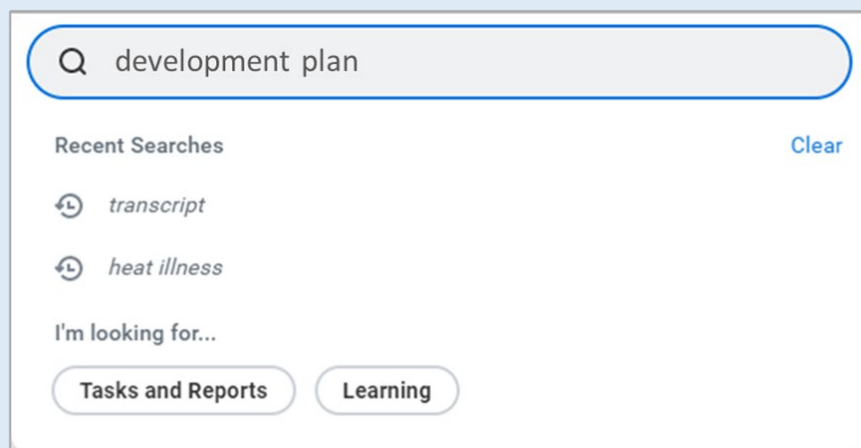 development plan
Recent Searches Clear
transcript
heat illness
I'm looking for...
Tasks and Reports Learning